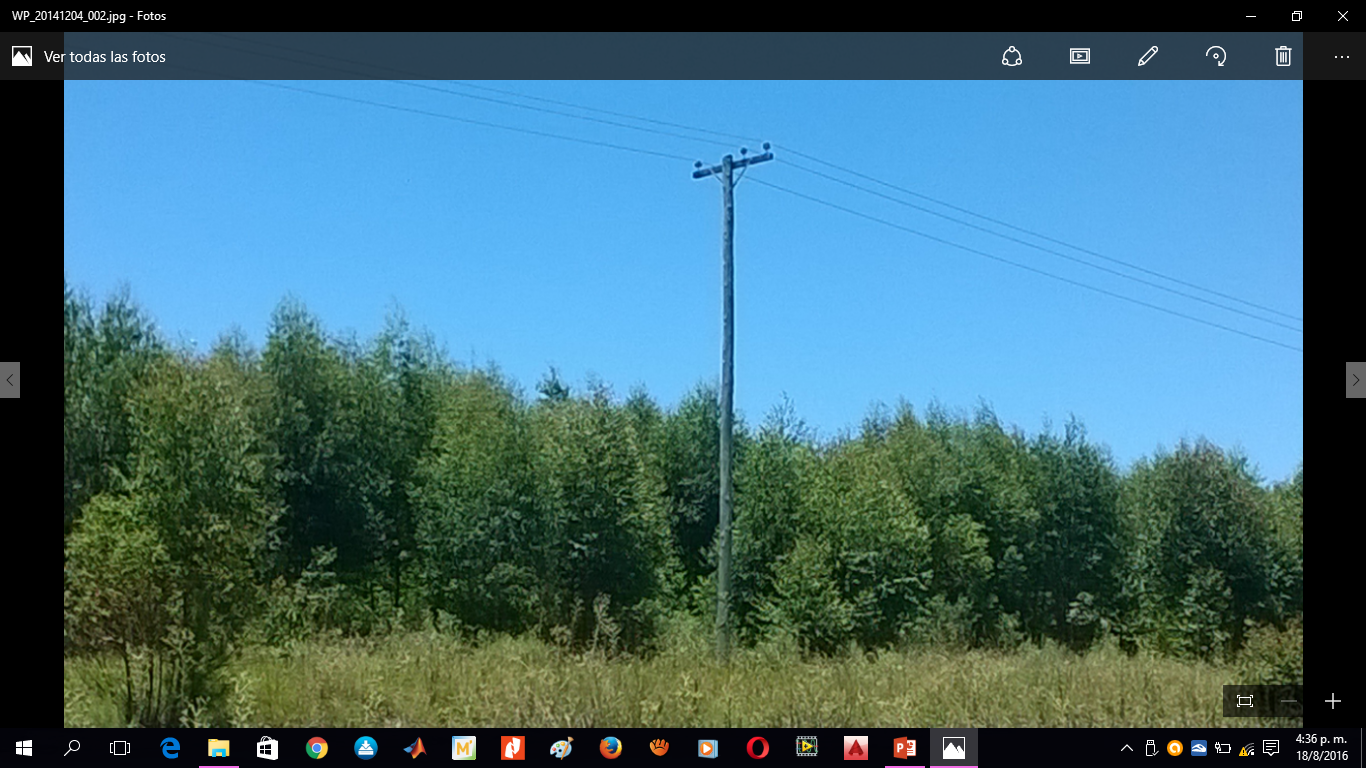 WP_20141204_002.jpg - Fotos
Ver todas las fotos
4:36 p. m.
18/8/2016